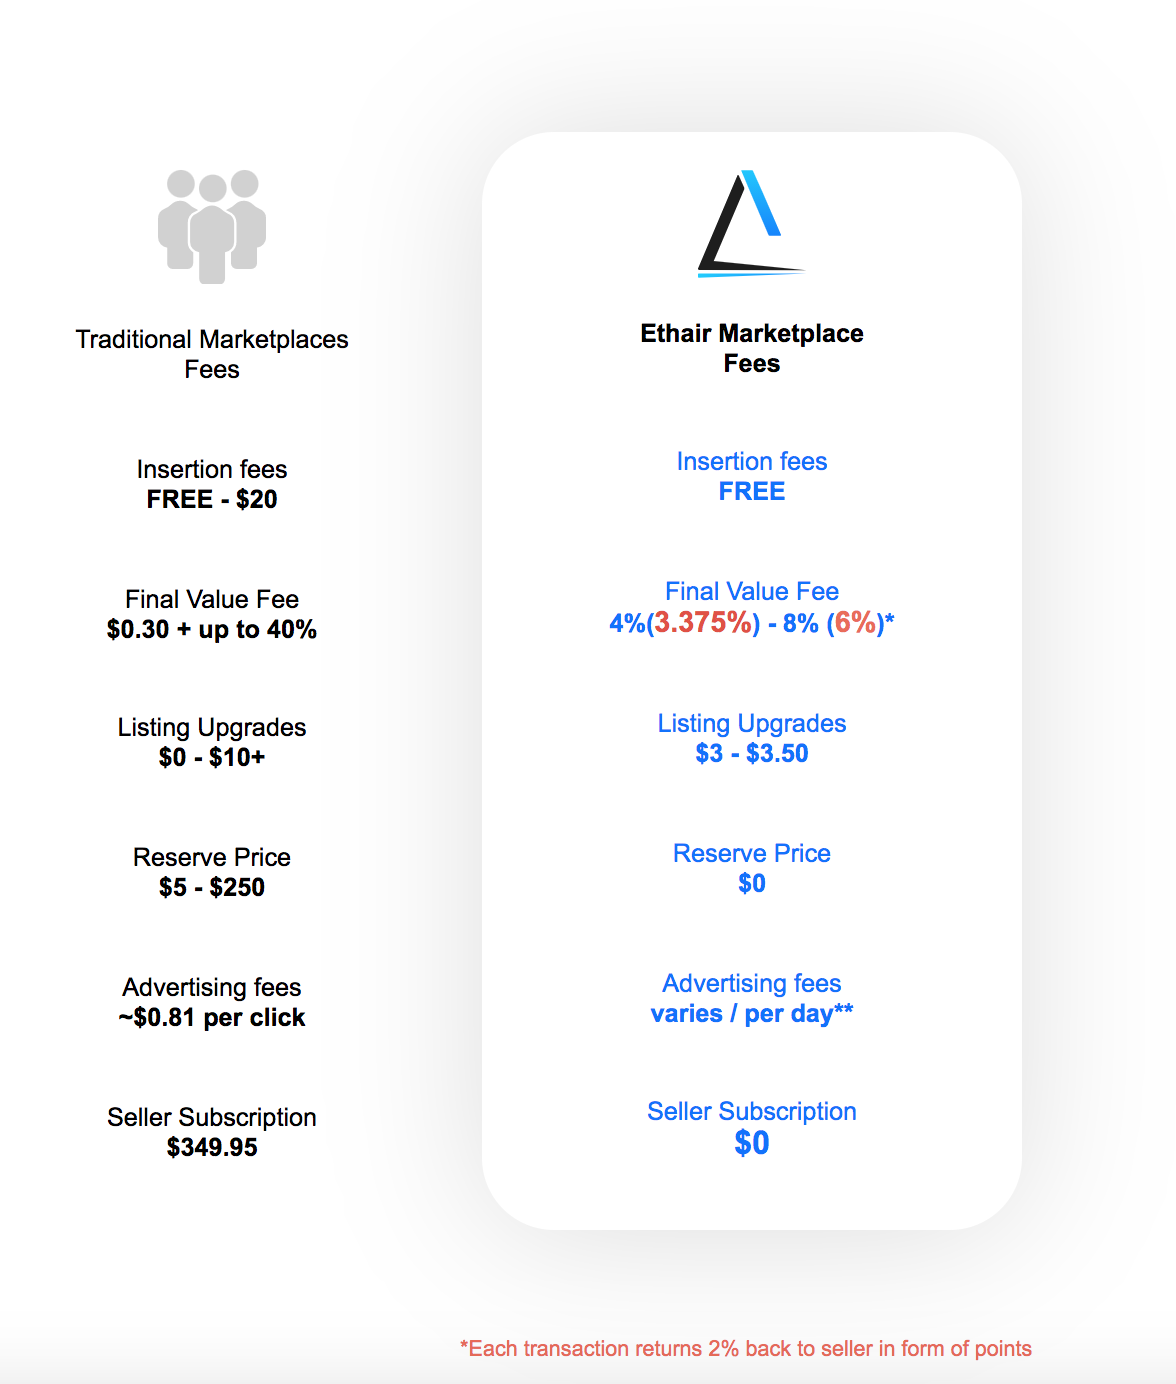 Traditional Marketplaces
Fees
Insertion fees
FREE - $20
Final Value Fee
$0.30 + up to 40%
Listing Upgrades
$0 - $10+
Reserve Price
$5 - $250
Advertising fees
~$0.81 per click
Seller Subscription
$349.95
Ethair Marketplace
Fees
Insertion fees
FREE
Final Value Fee
4%(3.375%) - 8% (6%)*
Listing Upgrades
$3 - $3.50
Reserve Price
$0
Advertising fees
varies / per day**
Seller Subscription
$0
*Each transaction returns 2% back to seller in form of points